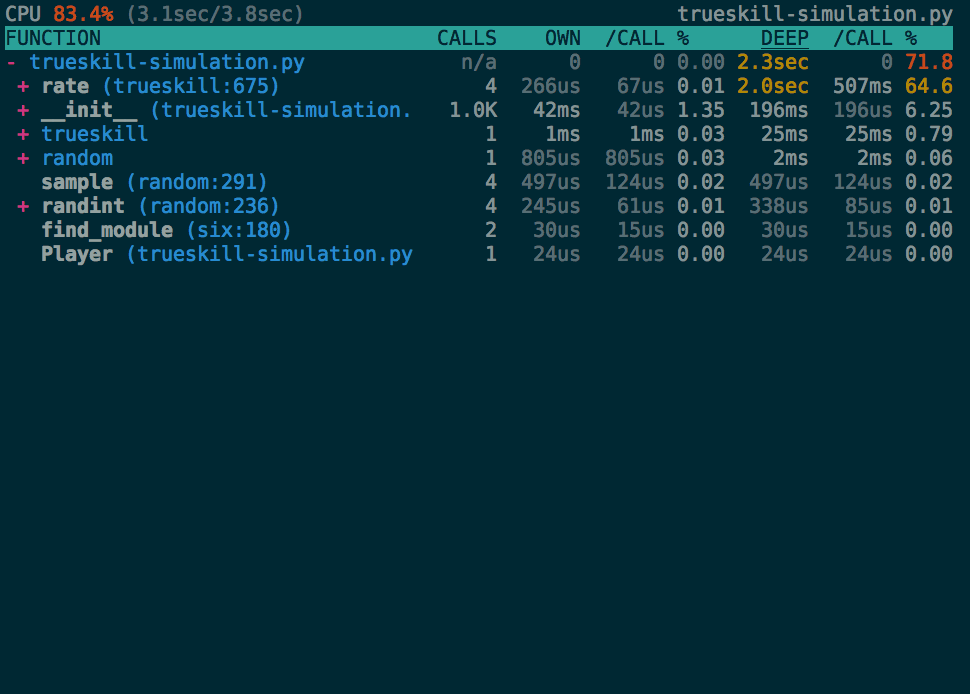 CPU 83.4% (3.1sec/3.8sec) trueskill-simulation.py
FUNCTION CALLS OWN /CALL % DEEP /CALL %
- trueskill-simulation.py n/a 0 0 0.00 2.3sec 0 71.8
+ rate (trueskill:675) 4 266us 67us 0.01 2.0sec 507ms 64.6
+ __init__ (trueskill-simulation. 1.0K 42ms 42us 1.35 196ms 196us 6.25
+ trueskill 1 1ms 1ms 0.03 25ms 25ms 0.79
+ random 1 805us 805us 0.03 2ms 2ms 0.06
sample (random:291) 4 497us 124us 0.02 497us 124us 0.02
+ randint (random:236) 4 245us 61us 0.01 338us 85us 0.01
find_module (six:180) 2 30us 15us 0.00 30us 15us 0.00
Player (trueskill-simulation.py 1 24us 24us 0.00 24us 24us 0.00